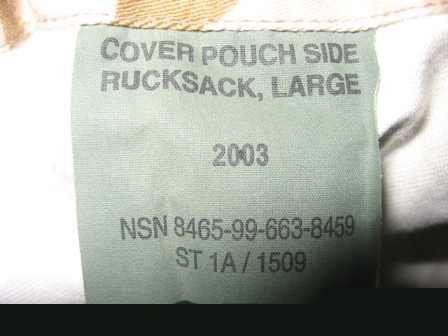 COVER POUCH SIDE
RUCKSACK, LARGE
2003
NSN 8465-99-663-8459
ST 1A / 1509